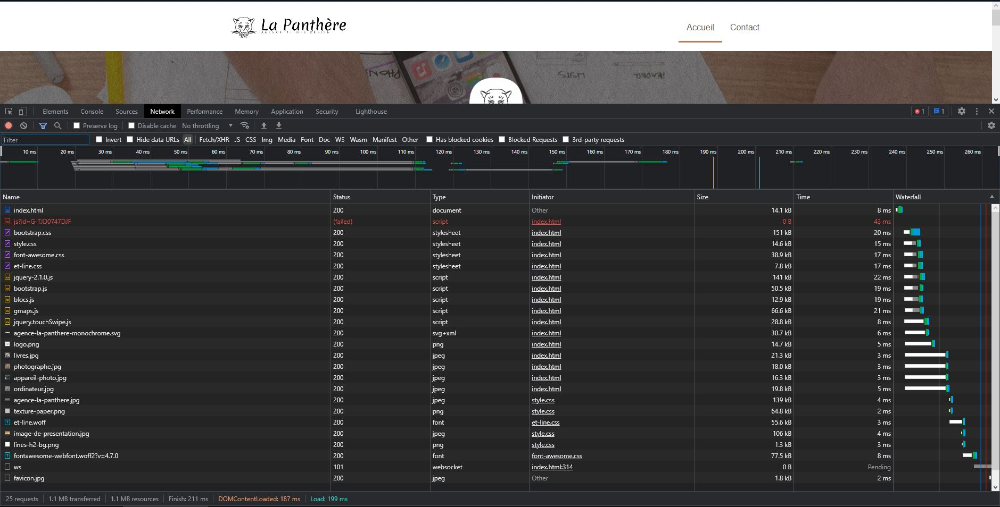 La Panthère
AGENCE DE WEB DESIGN
Accueil Contact
LISTS
HEADER
Elements Console Sources Network Performance Memory Application Security Lighthouse 1 1
Preserve log Disable cache No throttling
Filter Invert Hide data URLs All Fetch/XHR JS CSS Img Media Font Doc WS Wasm Manifest Other Has blocked cookies Blocked Requests 3rd-party requests
10 ms 20 ms 30 ms 40 ms 50 ms 60 ms 70 ms 80 ms 90 ms 100 ms 110 ms 120 ms 130 ms 140 ms 150 ms 160 ms 170 ms 180 ms 190 ms 200 ms 210 ms 220 ms 230 ms 240 ms 250 ms 260 ms
Name Status Type Initiator Size Time Waterfall
index.html 200 document Other 14.1 kB 8 ms
js?id=G-TJD0747DJF (failed) script index.html 0 B 43 ms
bootstrap.css 200 stylesheet index.html 151 kB 20 ms
style.css 200 stylesheet index.html 14.6 kB 15 ms
font-awesome.css 200 stylesheet index.html 38.9 kB 17 ms
et-line.css 200 stylesheet index.html 7.8 kB 17 ms
jquery-2.1.0.js 200 script index.html 141 kB 22 ms
bootstrap.js 200 script index.html 50.5 kB 19 ms
blocs.js 200 script index.html 12.9 kB 19 ms
gmaps.js 200 script index.html 66.6 kB 21 ms
jquery.touchSwipe.js 200 script index.html 28.8 kB 8 ms
agence-la-panthere-monochrome.svg 200 svg+xml index.html 30.7 kB 6 ms
logo.png 200 png index.html 14.7 kB 5 ms
livres.jpg 200 jpeg index.html 21.3 kB 3 ms
photographe.jpg 200 jpeg index.html 18.0 kB 3 ms
appareil-photo.jpg 200 jpeg index.html 16.3 kB 3 ms
ordinateur.jpg 200 jpeg index.html 19.8 kB 5 ms
agence-la-panthere.jpg 200 jpeg style.css 139 kB 4 ms
texture-paper.png 200 png style.css 64.8 kB 2 ms
et-line.woff 200 font et-line.css 55.6 kB 3 ms
image-de-presentation.jpg 200 jpeg style.css 106 kB 4 ms
lines-h2-bg.png 200 png style.css 1.3 kB 3 ms
fontawesome-webfont.woff2?v=4.7.0 200 font font-awesome.css 77.5 kB 8 ms
ws 101 websocket index.html:314 0 B Pending
favicon.jpg 200 jpeg Other 1.8 kB 2 ms
25 requests 1.1 MB transferred 1.1 MB resources Finish: 211 ms DOMContentLoaded: 187 ms Load: 199 ms